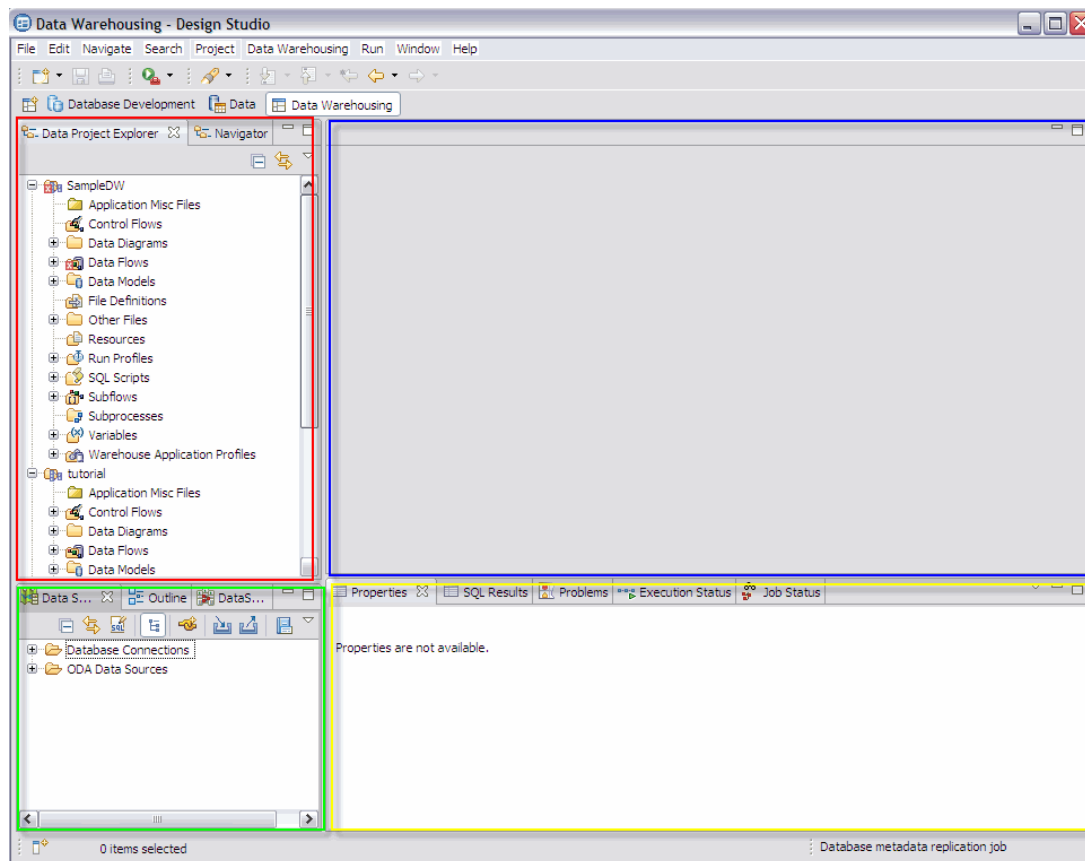 Data Warehousing - Design Studio
File Edit Navigate Search Project Data Warehousing Run Window Help
Database Development Data Data Warehousing
Data Project Explorer Navigator
SampleDW
Application Misc Files
Control Flows
Data Diagrams
Data Flows
Data Models
File Definitions
Other Files
Resources
Run Profiles
SQL Scripts
Subflows
Subprocesses
Variables
Warehouse Application Profiles
tutorial
Application Misc Files
Control Flows
Data Diagrams
Data Flows
Data Models
Data S... Outline DataS...
SQL
Database Connections
ODA Data Sources
Properties SQL Results Problems Execution Status Job Status
Properties are not available.
0 items selected
Database metadata replication job